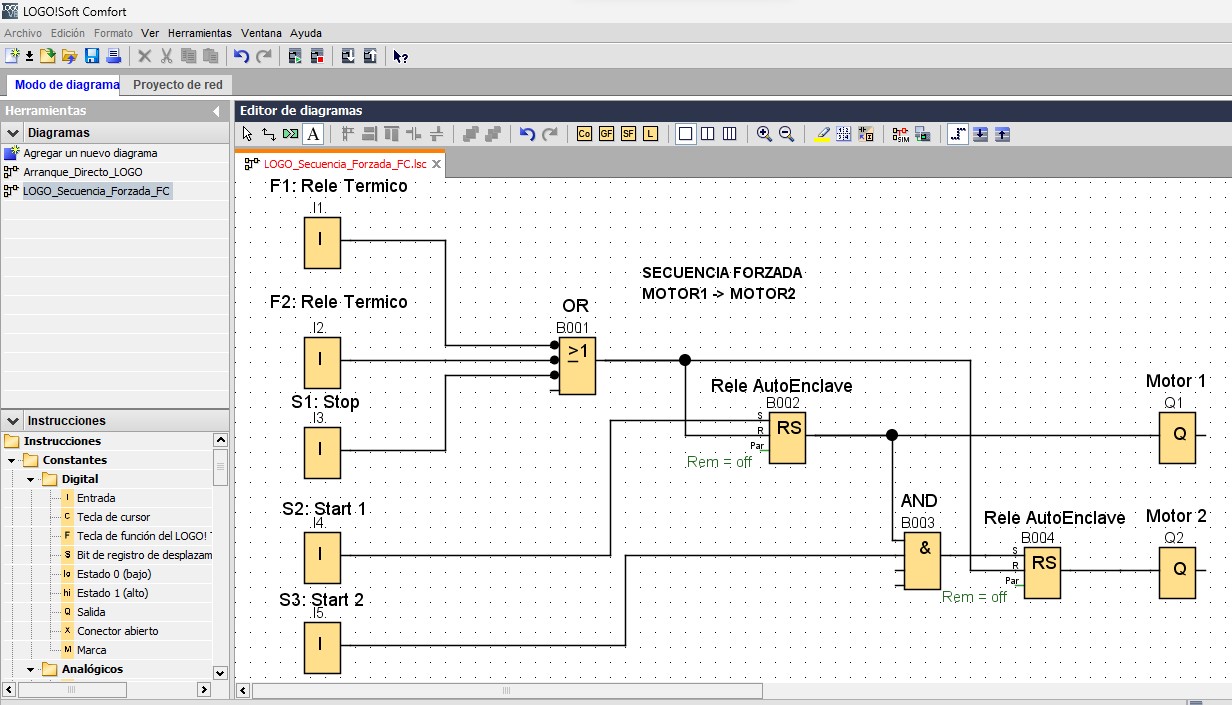 LOGO!Soft Comfort
Archivo Edición Formato Ver Herramientas Ventana Ayuda
Modo de diagrama Proyecto de red
Herramientas
Diagramas
Agregar un nuevo diagrama
Arranque_Directo_LOGO
LOGO_Secuencia_Forzada_FC
Instrucciones
Instrucciones
Constantes
Digital
I Entrada
C Tecla de cursor
F Tecla de función del LOGO! T
S Bit de registro de desplazam
lo Estado 0 (bajo)
hi Estado 1 (alto)
Q Salida
X Conector abierto
M Marca
Analógicos
Editor de diagramas
A
Co GF SF L
SIM
LOGO_Secuencia_Forzada_FC.lsc
F1: Rele Termico
I1
I
SECUENCIA FORZADA
MOTOR1 -> MOTOR2
F2: Rele Termico
I2
I
OR
B001
≥1
S1: Stop
I3
I
Rele AutoEnclave
B002
S
R
Par
RS
Rem = off
Motor 1
Q1
Q
S2: Start 1
I4
I
AND
B003
&
Rele AutoEnclave
B004
S
R
Par
RS
Rem = off
Motor 2
Q2
Q
S3: Start 2
I5
I